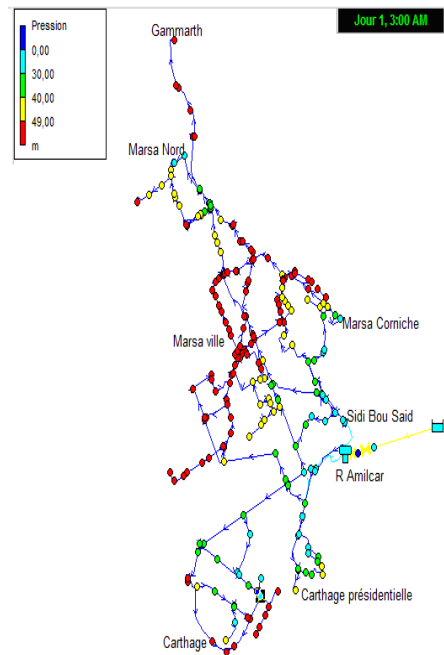 Pression
0,00
30,00
40,00
49,00
m
Jour 1, 3:00 AM
Gammarth
Marsa Nord
Marsa Corniche
Marsa ville
Sidi Bou Said
R Amilcar
Carthage présidentielle
Carthage